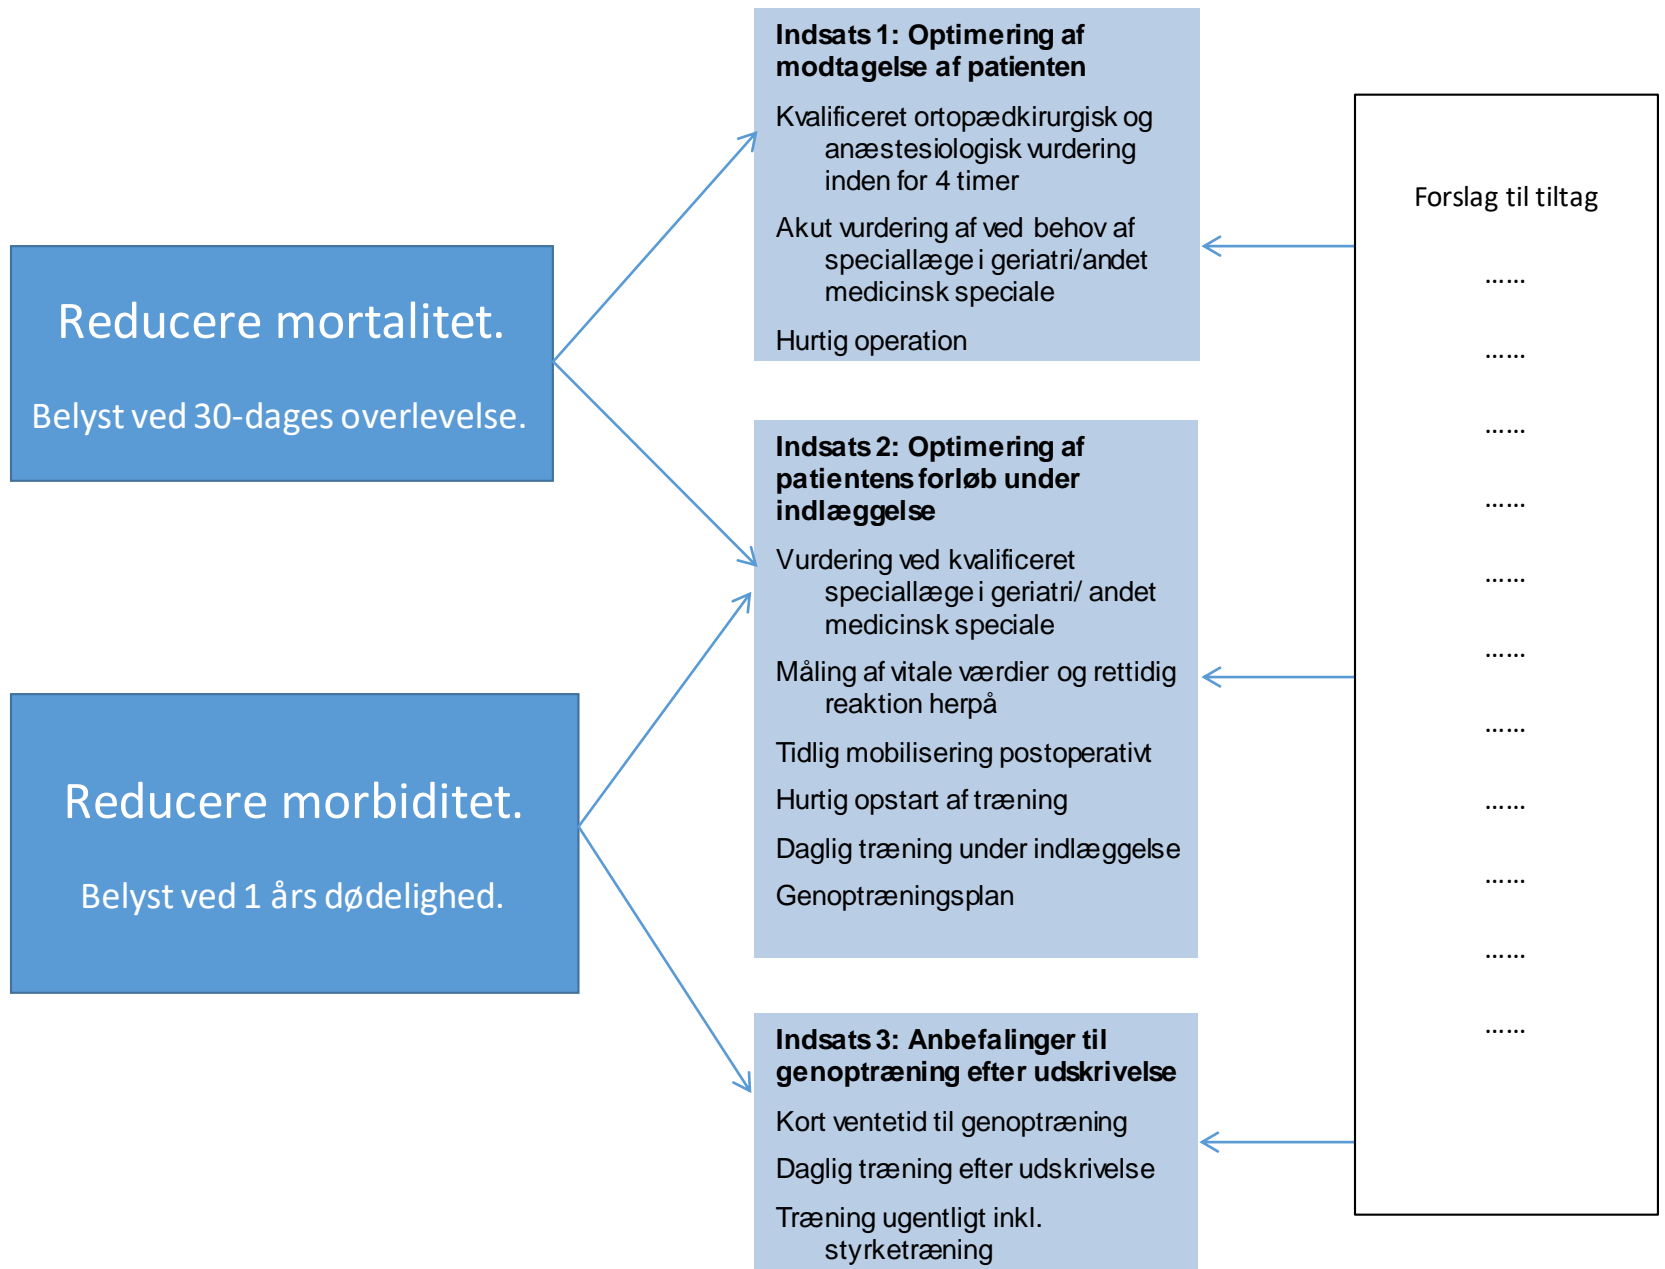 Reducere mortalitet.
Belyst ved 30-dages overlevelse.
Reducere morbiditet.
Belyst ved 1 års dødelighed.
Indsats 1: Optimering af
modtagelse af patienten
Kvalificeret ortopædkirurgisk og
anæstesiologisk vurdering
inden for 4 timer
Akut vurdering af ved behov af
speciallæge i geriatri/andet
medicinsk speciale
Hurtig operation
Indsats 2: Optimering af
patientens forløb under
indlæggelse
Vurdering ved kvalificeret
speciallæge i geriatri/ andet
medicinsk speciale
Måling af vitale værdier og rettidig
reaktion herpå
Tidlig mobilisering postoperativt
Hurtig opstart af træning
Daglig træning under indlæggelse
Genoptræningsplan
Indsats 3: Anbefalinger til
genoptræning efter udskrivelse
Kort ventetid til genoptræning
Daglig træning efter udskrivelse
Træning ugentligt inkl.
styrketræning
Forslag til tiltag
......
......
......
......
......
......
......
......
......
......
......